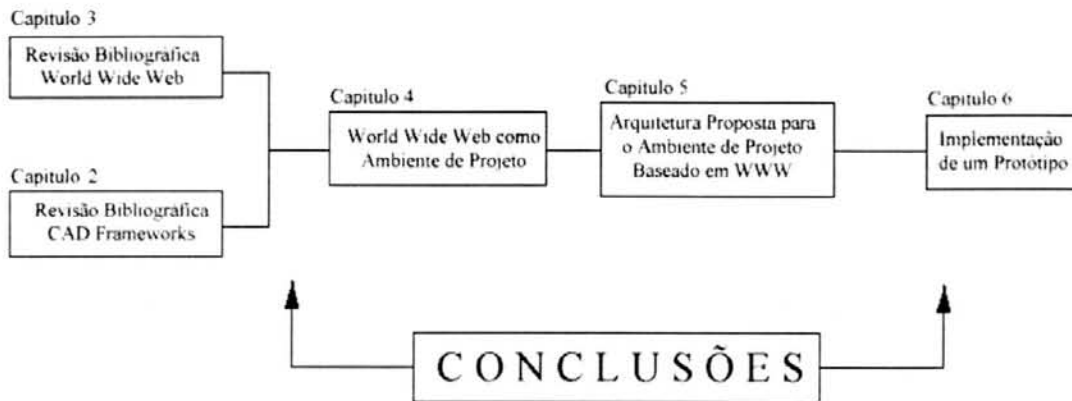 Capitulo 3
Revisão Bibliográfica
World Wide Web
Capitulo 2
Revisão Bibliográfica
CAD Frameworks
Capitulo 4
World Wide Web como
Ambiente de Projeto
Capitulo 5
Arquitetura Proposta para
o Ambiente de Projeto
Baseado em WWW
Capitulo 6
Implementação
de um Protótipo
CONCLUSÕES